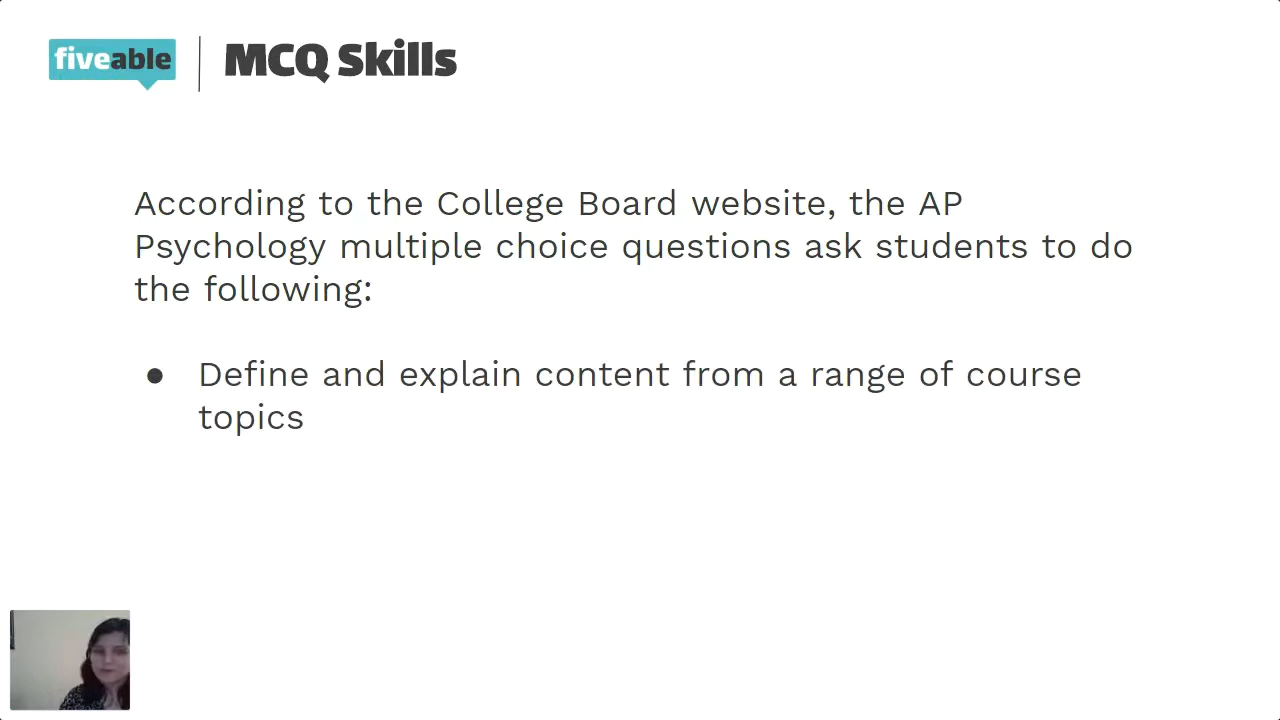 fiveable
MCQ Skills
According to the College Board website, the AP
Psychology multiple choice questions ask students to do
the following:
● Define and explain content from a range of course
topics